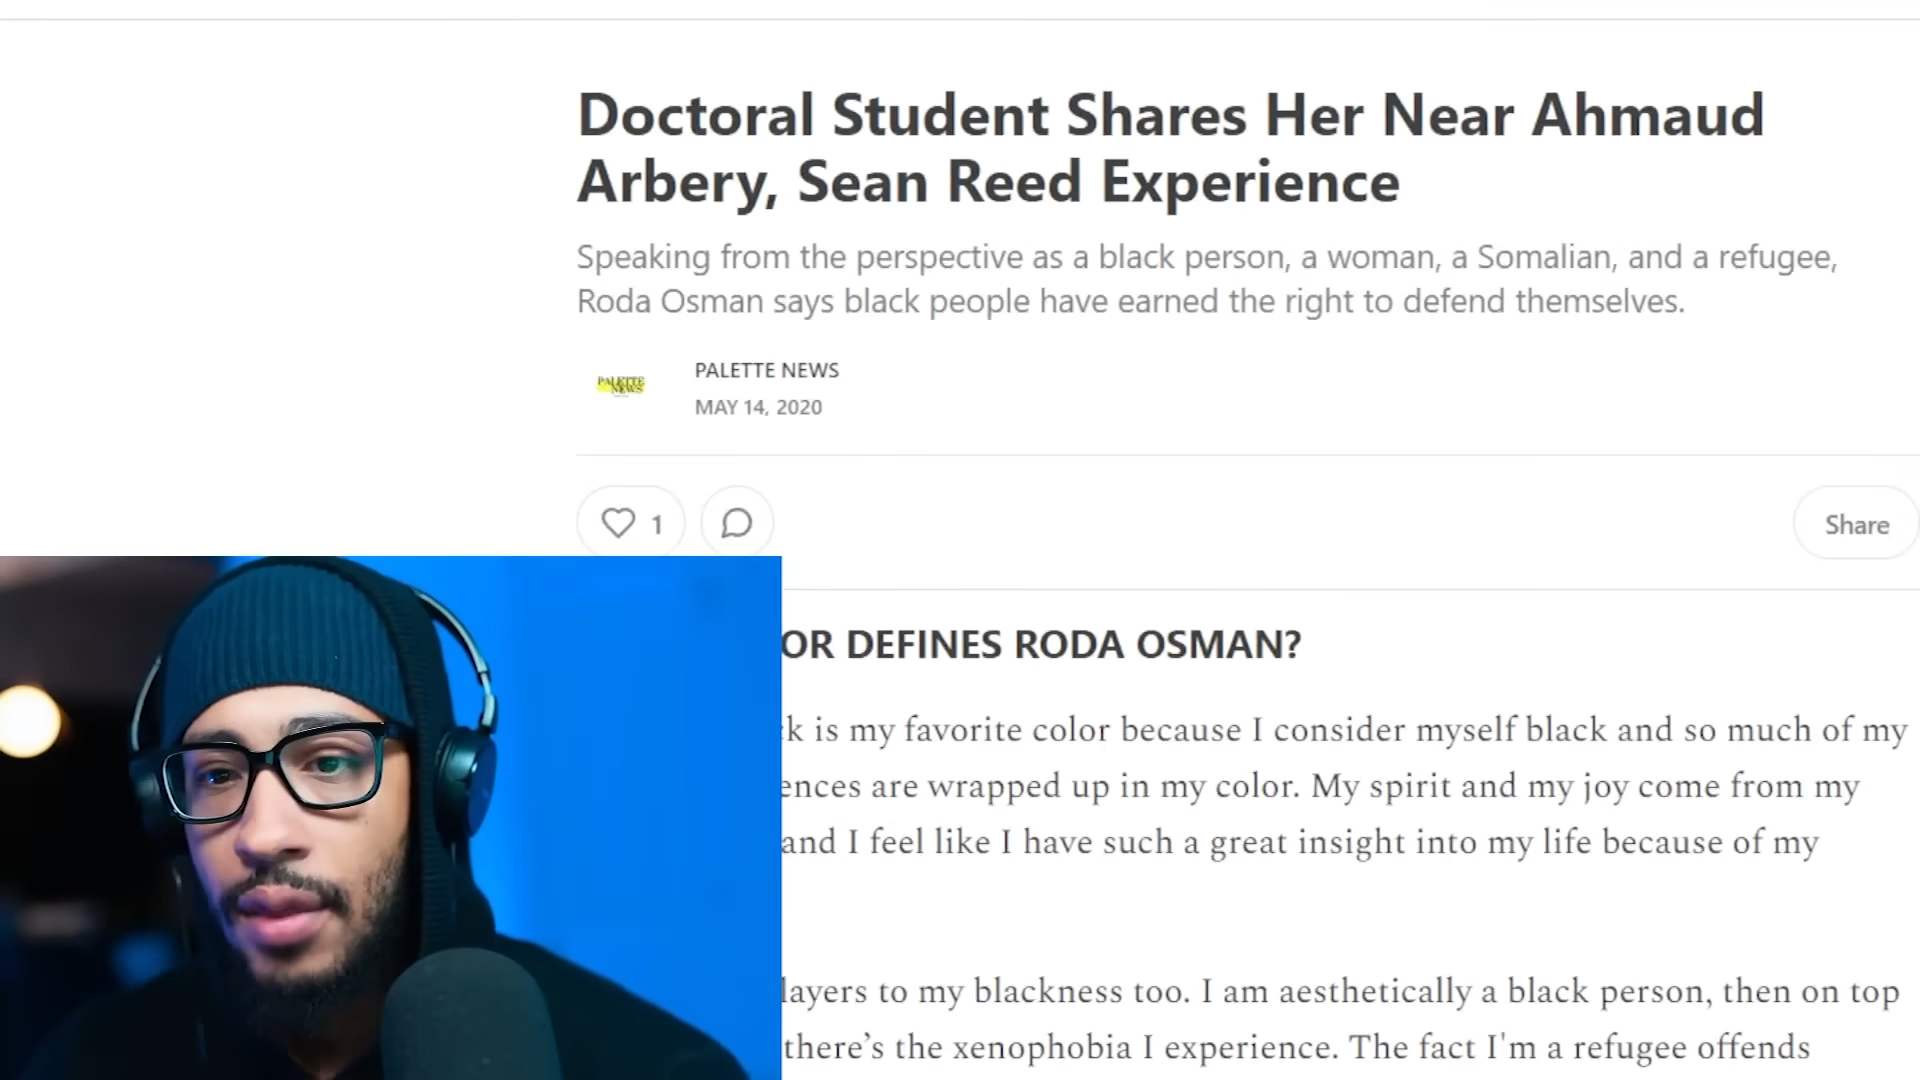 Doctoral Student Shares Her Near Ahmaud
Arbery, Sean Reed Experience
Speaking from the perspective as a black person, a woman, a Somalian, and a refugee,
Roda Osman says black people have earned the right to defend themselves.
PALETTE NEWS
PALETTE
NEWS
MAY 14, 2020
1
Share
OR DEFINES RODA OSMAN?
k is my favorite color because I consider myself black and so much of my
ences are wrapped up in my color. My spirit and my joy come from my
and I feel like I have such a great insight into my life because of my
layers to my blackness too. I am aesthetically a black person, then on top
there’s the xenophobia I experience. The fact I'm a refugee offends